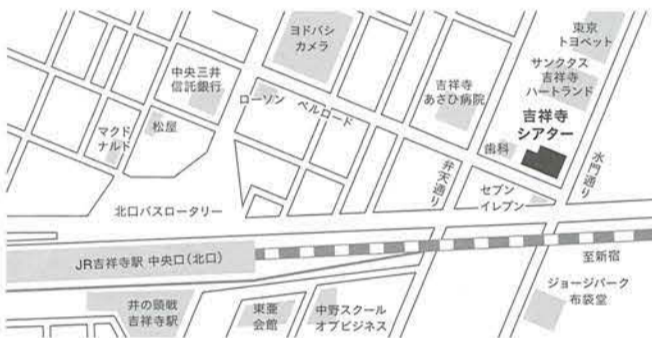 ヨドバシ
カメラ
東京
トヨペット
サンクタス
吉祥寺
ハートランド
中央三井
信託銀行
吉祥寺
あさひ病院
ローソン
ベルロード
吉祥寺
シアター
マクド
ナルド
松屋
歯科
水門通り
弁天通り
セブン
イレブン
北口バスロータリー
JR吉祥寺駅 中央口(北口)
至新宿
ジョージパーク
布袋堂
井の頭戦
吉祥寺駅
東亜
会館
中野スクール
オブビジネス